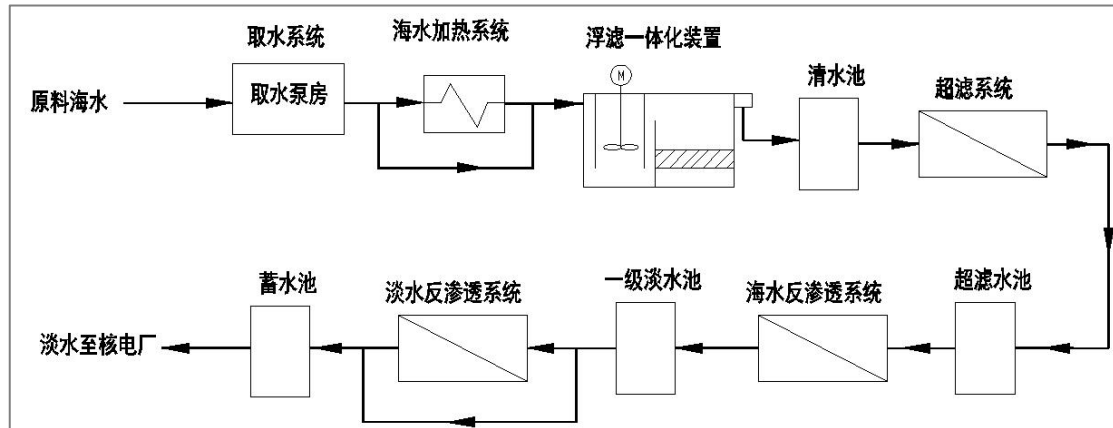 取水系统
海水加热系统
浮滤一体化装置
清水池
超滤系统
原料海水
取水泵房
M
蓄水池
淡水反渗透系统
一级淡水池
海水反渗透系统
超滤水池
淡水至核电厂